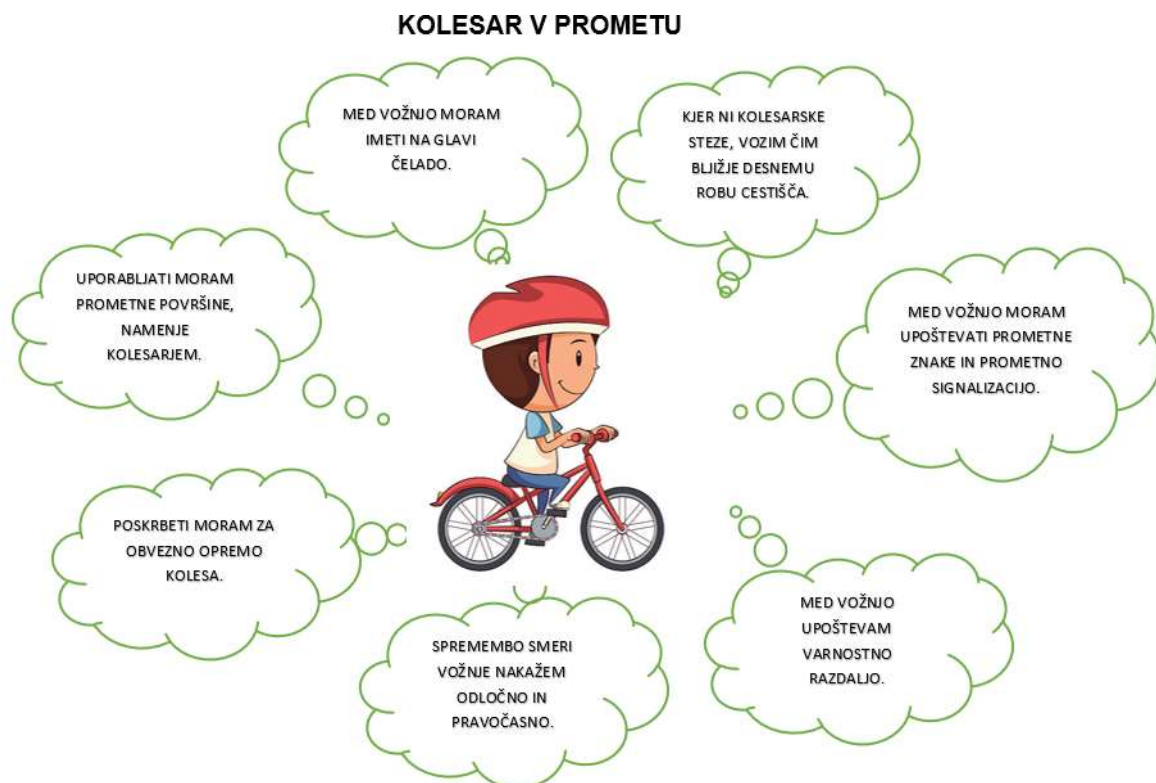 KOLESAR V PROMETU
MED VOŽNJO MORAM
IMETI NA GLAVI
ČELADO.
KJER NI KOLESARSKE
STEZE, VOZIM ČIM
BLJIŽJE DESNEMU
ROBU CESTIŠČA.
UPORABLJATI MORAM
PROMETNE POVRŠINE,
NAMENJE
KOLESARJEM.
MED VOŽNJO MORAM
UPOŠTEVATI PROMETNE
ZNAKE IN PROMETNO
SIGNALIZACIJO.
POSKRBETI MORAM ZA
OBVEZNO OPREMO
KOLESA.
SPREMEMBO SMERI
VOŽNJE NAKAŽEM
ODLOČNO IN
PRAVOČASNO.
MED VOŽNJO
UPOŠTEVAM
VARNOSTNO
RAZDALJO.